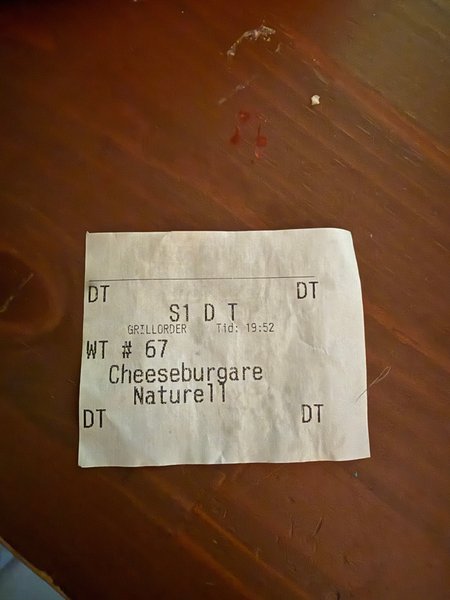 DT DT
S1 D T
GRILLORDER Tid: 19:52
WT # 67
Cheeseburgare
Naturell
DT DT